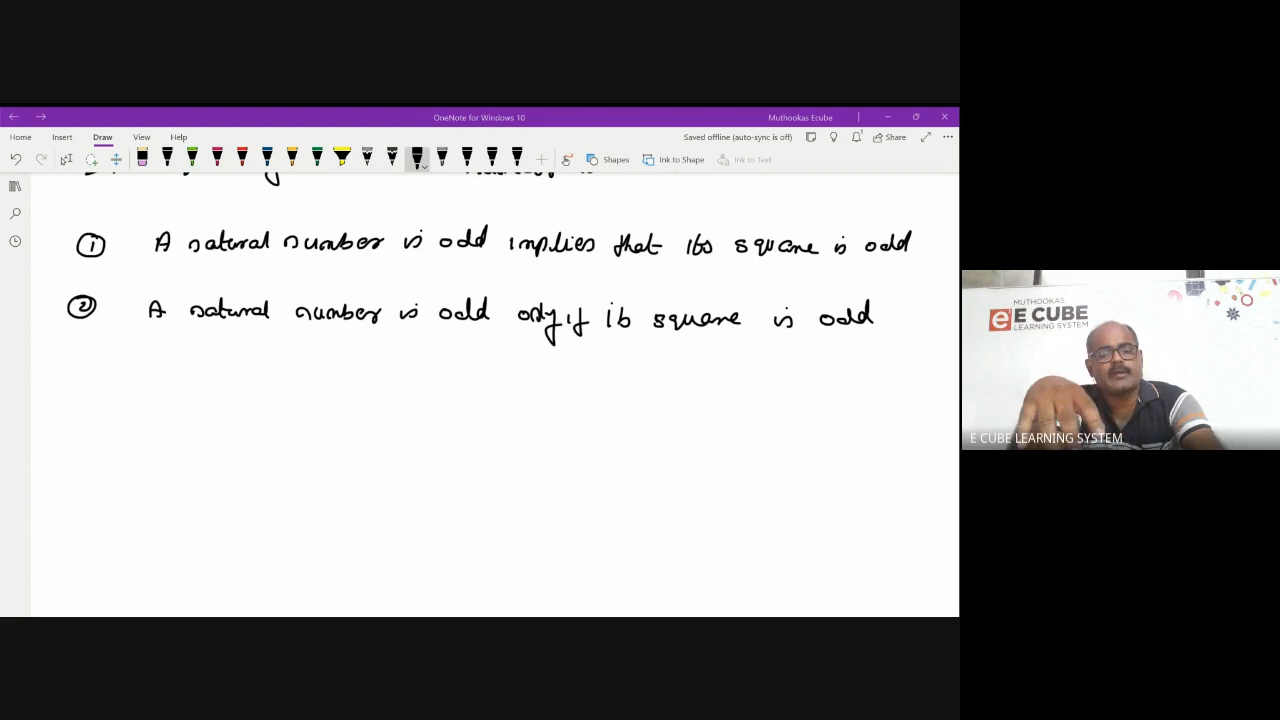 OneNote for Windows 10
Muthookas Ecube
Home Insert Draw View Help
Saved offline (auto-sync is off)
Share
Shapes
Ink to Shape
Ink to Text
① A natural number is odd implies that its square is odd
② A natural number is odd only if its square is odd
MUTHOOKAS
E CUBE
LEARNING SYSTEM
E CUBE LEARNING SYSTEM